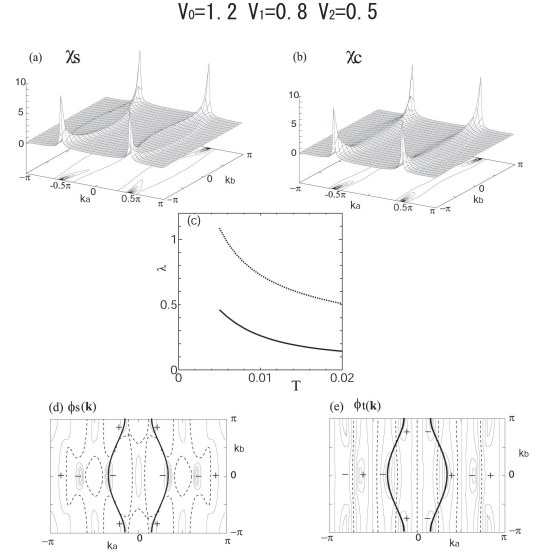 V₀=1.2 V₁=0.8 V₂=0.5
(a) χs
10
5
0
−π
-0.5π
0
0.5π
−π
ka
0
π
kb
(b) χc
10
5
0
−π
-0.5π
0
0.5π
−π
ka
0
π
kb
(c)
1
λ
0.5
0
0
0.01
0.02
T
(d) ϕs(k)
π
kb
0
−π
−π
0
π
ka
+ +
+ − − − − +
+ +
(e) ϕt(k)
π
kb
0
−π
−π
0
π
ka
+ −
− + − + − +
+ −